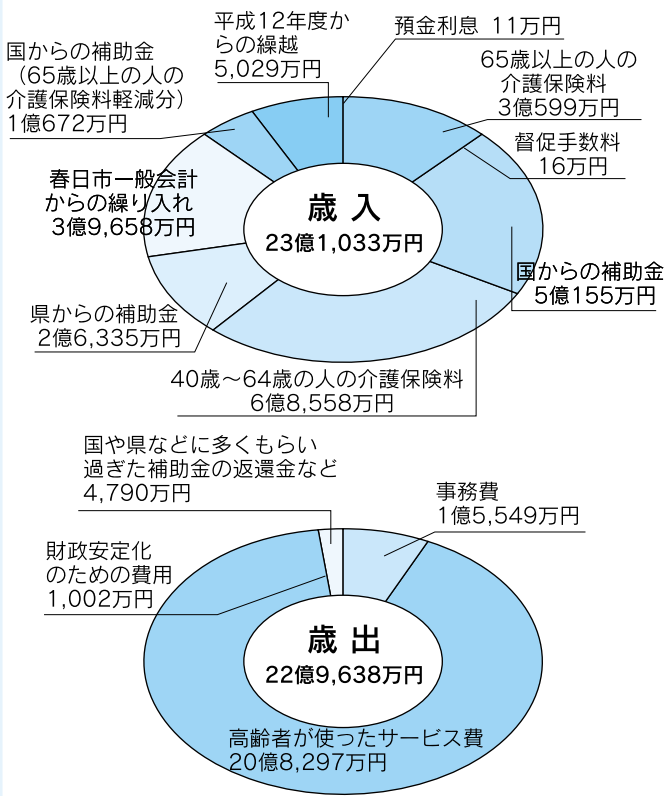 平成12年度か
らの繰越
5,029万円
預金利息 11万円
国からの補助金
（65歳以上の人の
介護保険料軽減分）
1億672万円
65歳以上の人の
介護保険料
3億599万円
督促手数料
16万円
春日市一般会計
からの繰り入れ
3億9,658万円
歳 入
23億1,033万円
国からの補助金
5億155万円
県からの補助金
2億6,335万円
40歳～64歳の人の介護保険料
6億8,558万円
国や県などに多くもらい
過ぎた補助金の返還金など
4,790万円
事務費
1億5,549万円
財政安定化
のための費用
1,002万円
歳 出
22億9,638万円
高齢者が使ったサービス費
20億8,297万円